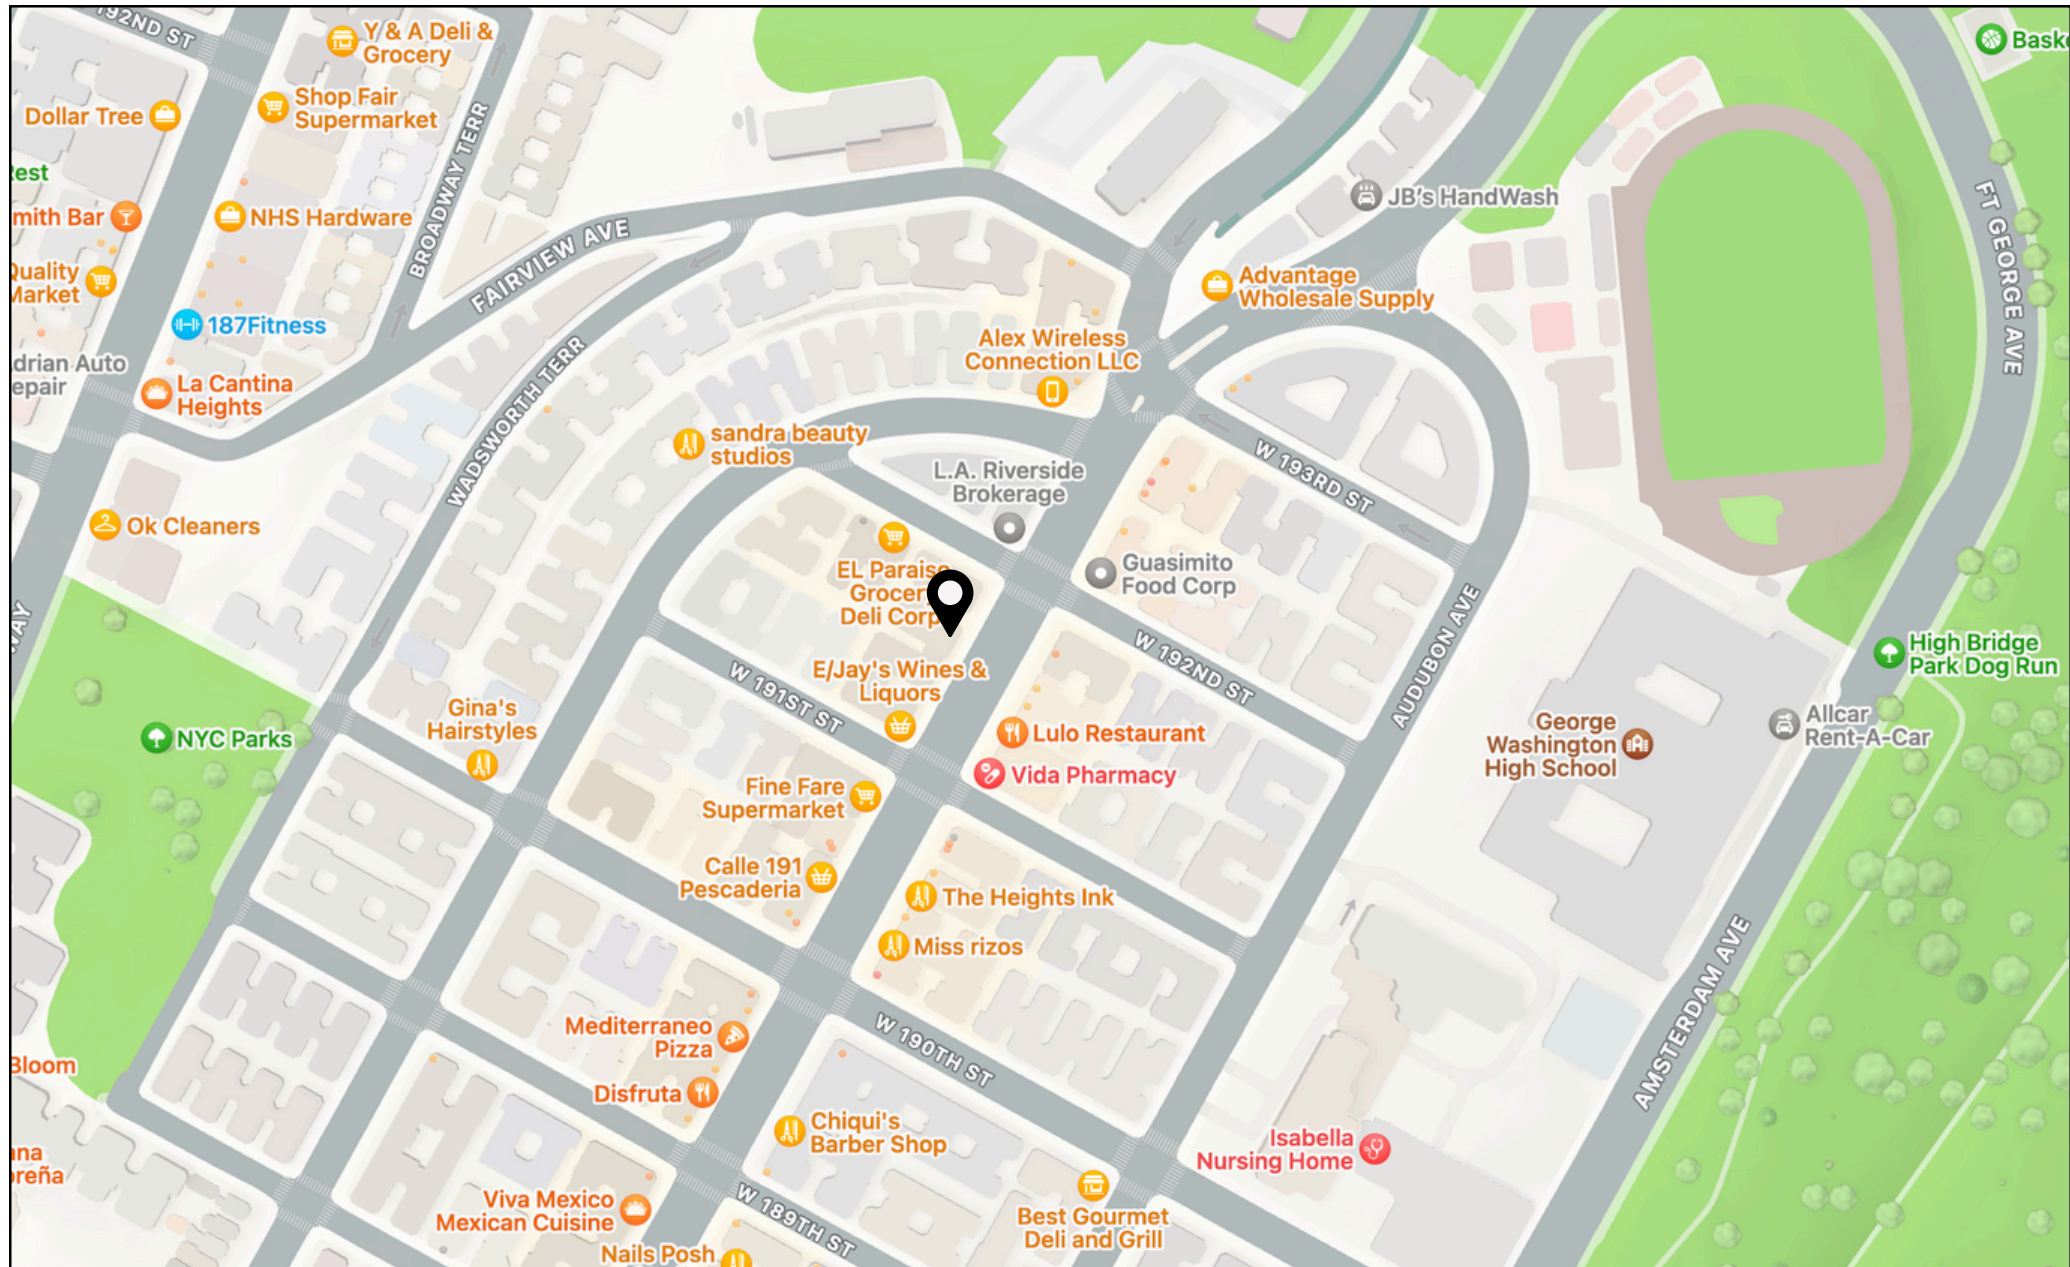 192ND ST
Y & A Deli &
Grocery
Dollar Tree
Shop Fair
Supermarket
BROADWAY TERR
NHS Hardware
mith Bar
Quality
Market
187Fitness
drian Auto
epair
La Cantina
Heights
FAIRVIEW AVE
WADSWORTH TERR
Ok Cleaners
JB's HandWash
Advantage
Wholesale Supply
Alex Wireless
Connection LLC
sandra beauty
studios
L.A. Riverside
Brokerage
W 193RD ST
Guasimito
Food Corp
EL Paraiso
Grocery
Deli Corp
E/Jay's Wines &
Liquors
W 191ST ST
W 192ND ST
AUDUBON AVE
FT GEORGE AVE
High Bridge
Park Dog Run
Allcar
Rent-A-Car
George
Washington
High School
Lulo Restaurant
Vida Pharmacy
Gina's
Hairstyles
NYC Parks
Fine Fare
Supermarket
Calle 191
Pescaderia
The Heights Ink
Miss rizos
W 190TH ST
Mediterraneo
Pizza
Disfruta
Chiqui's
Barber Shop
Viva Mexico
Mexican Cuisine
Nails Posh
W 189TH ST
Best Gourmet
Deli and Grill
Isabella
Nursing Home
AMSTERDAM AVE
Bloom